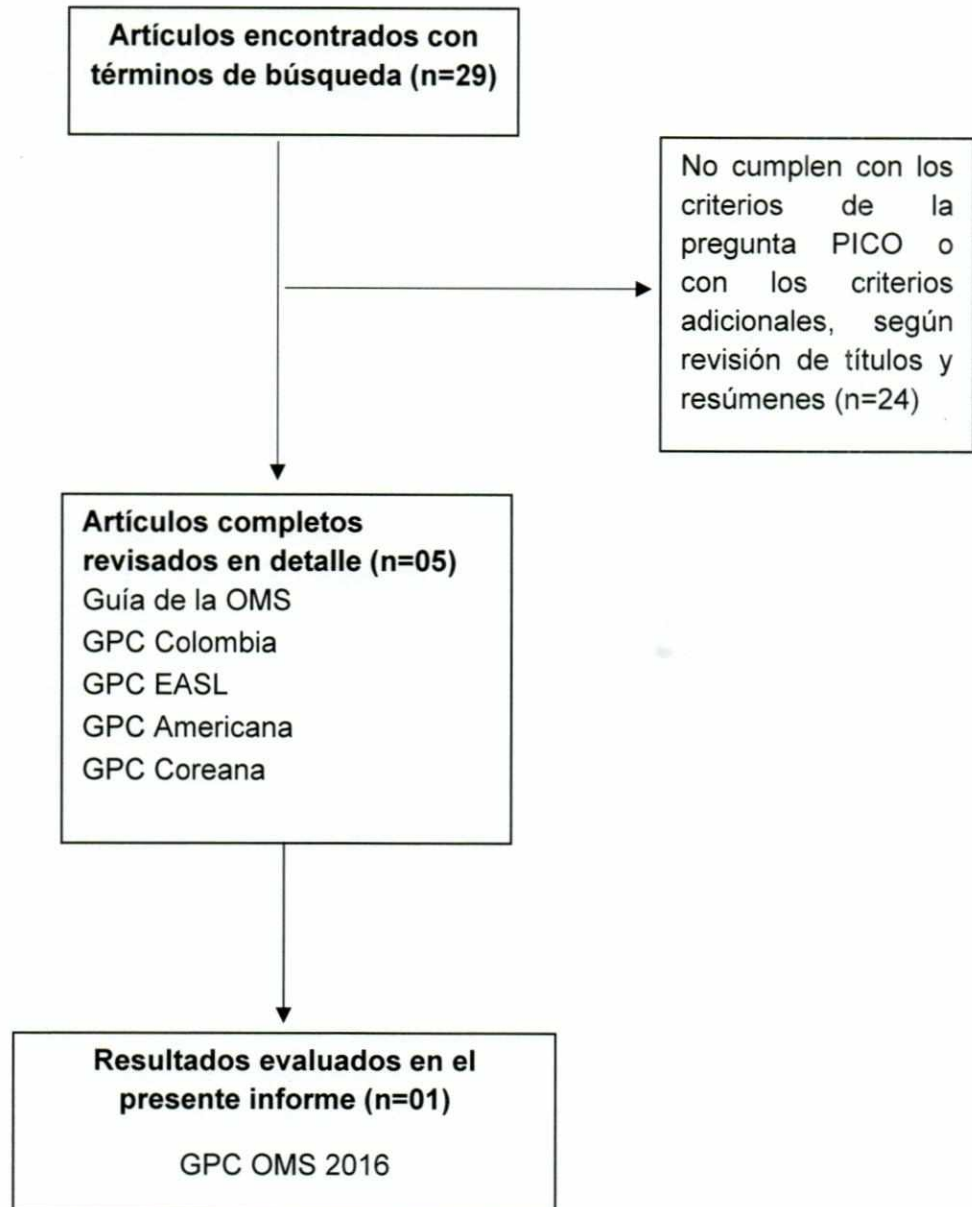 Artículos encontrados con
términos de búsqueda (n=29)
No cumplen con los
criterios de la
pregunta PICO o
con los criterios
adicionales, según
revisión de títulos y
resúmenes (n=24)
Artículos completos
revisados en detalle (n=05)
Guía de la OMS
GPC Colombia
GPC EASL
GPC Americana
GPC Coreana
Resultados evaluados en el
presente informe (n=01)
GPC OMS 2016